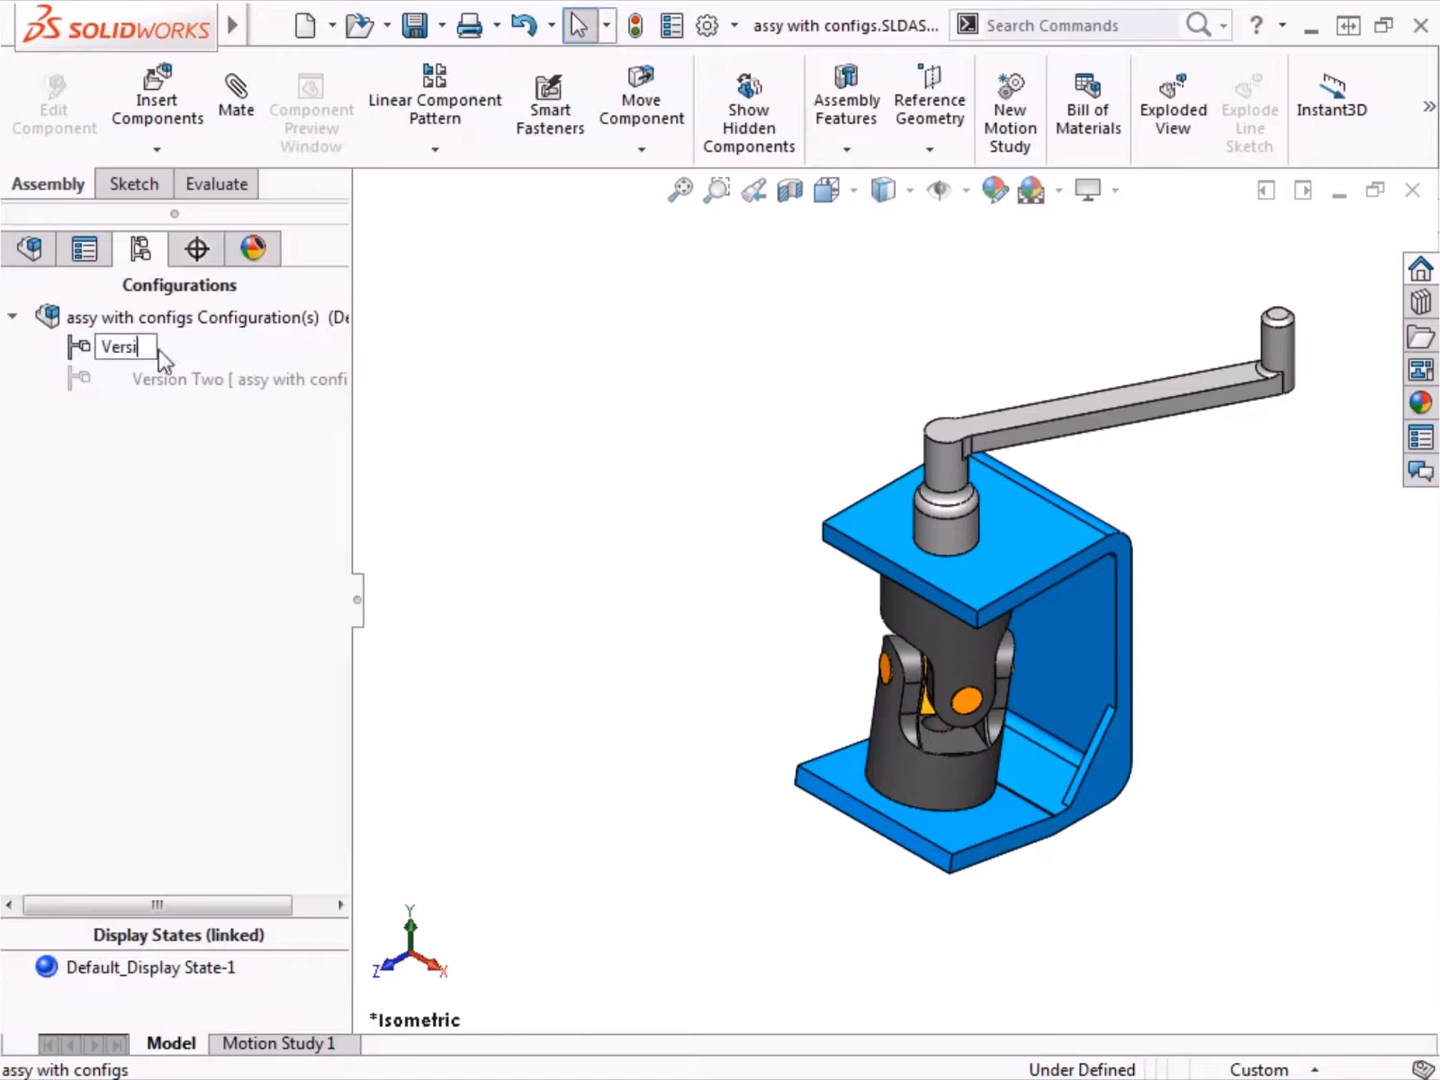 SOLIDWORKS
assy with configs.SLDAS...
Search Commands
?
Edit Component
Insert Components
Mate
Component Preview Window
Linear Component Pattern
Smart Fasteners
Move Component
Show Hidden Components
Assembly Features
Reference Geometry
New Motion Study
Bill of Materials
Exploded View
Explode Line Sketch
Instant3D
»
Assembly
Sketch
Evaluate
Configurations
assy with configs Configuration(s) (De
Versi
Version Two [ assy with confi
Display States (linked)
Default_Display State-1
Y
Z
X
*Isometric
Model
Motion Study 1
assy with configs
Under Defined
Custom